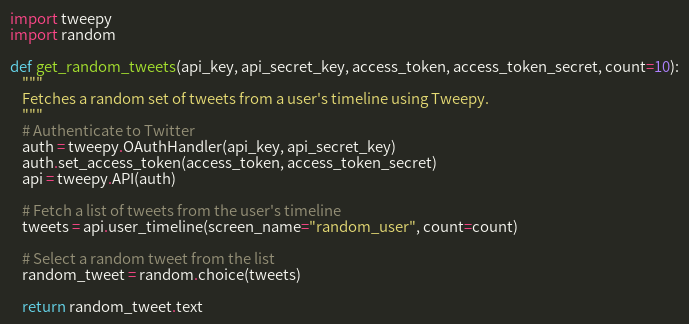 import tweepy
import random
def get_random_tweets(api_key, api_secret_key, access_token, access_token_secret, count=10):
"""
Fetches a random set of tweets from a user's timeline using Tweepy.
"""
# Authenticate to Twitter
auth = tweepy.OAuthHandler(api_key, api_secret_key)
auth.set_access_token(access_token, access_token_secret)
api = tweepy.API(auth)
# Fetch a list of tweets from the user's timeline
tweets = api.user_timeline(screen_name="random_user", count=count)
# Select a random tweet from the list
random_tweet = random.choice(tweets)
return random_tweet.text